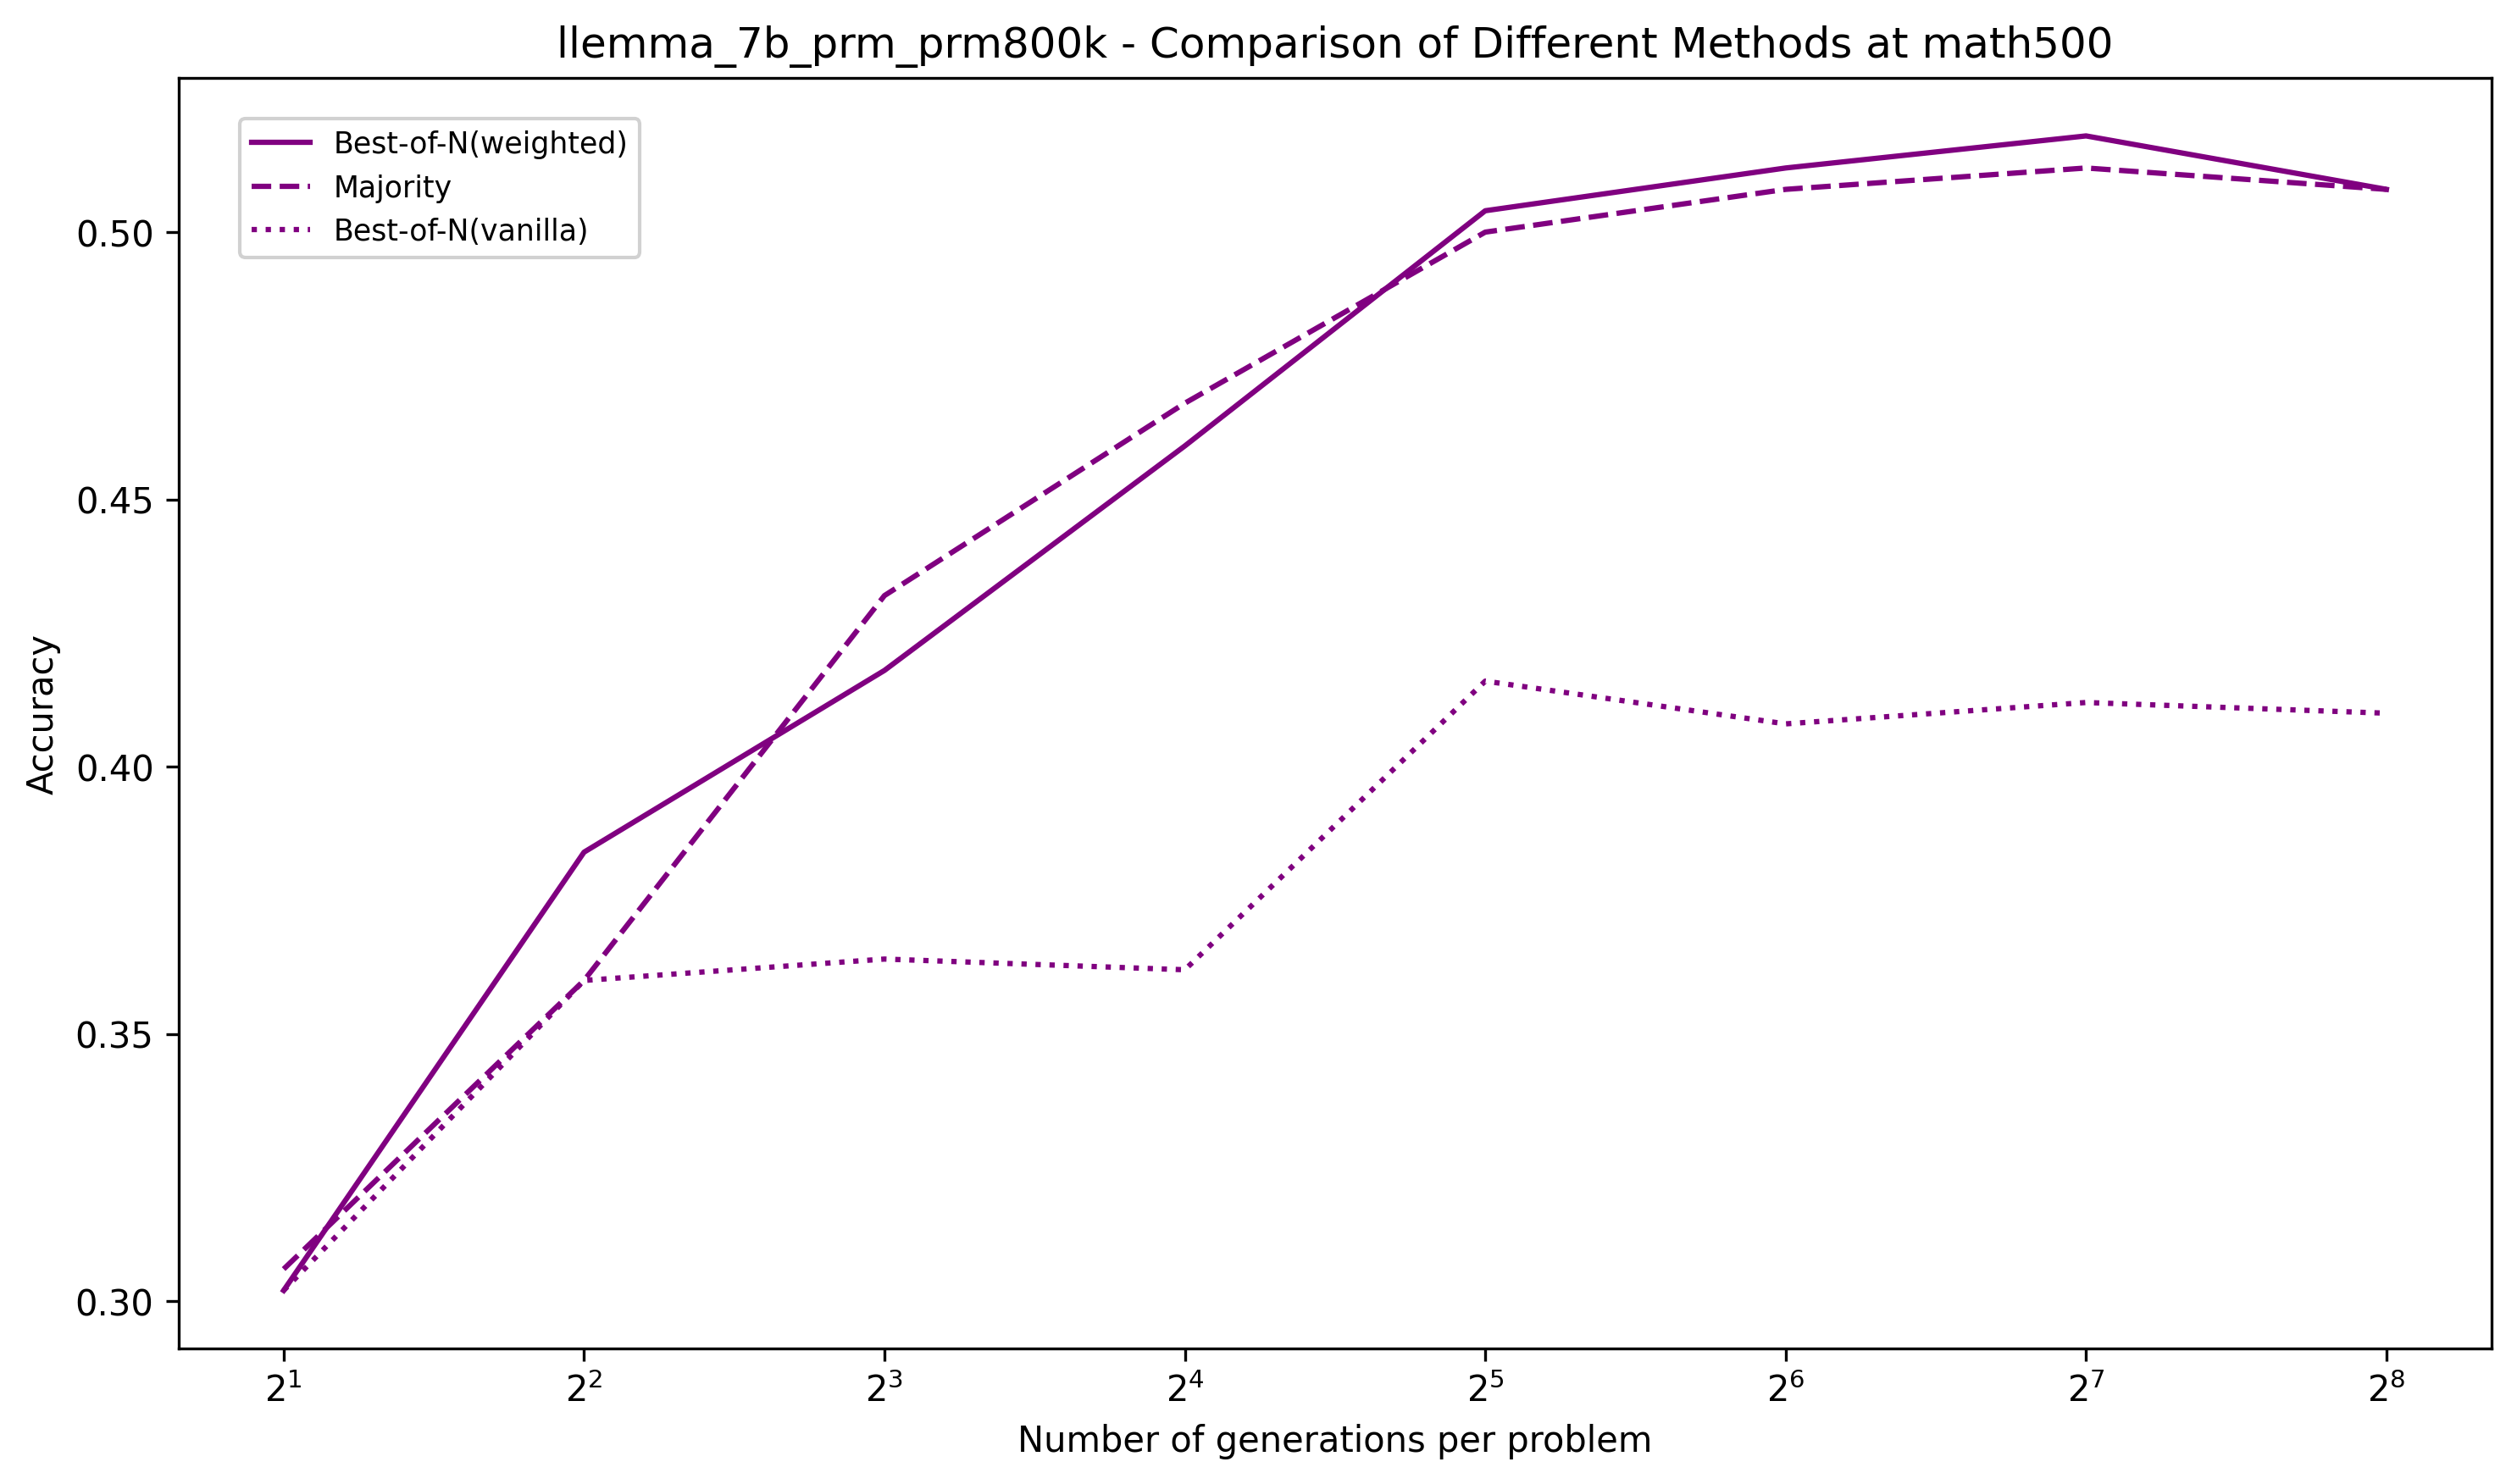 llemma_7b_prm_prm800k - Comparison of Different Methods at math500
Best-of-N(weighted)
Majority
Best-of-N(vanilla)
Accuracy
0.50
0.45
0.40
0.35
0.30
2¹ 2² 2³ 2⁴ 2⁵ 2⁶ 2⁷ 2⁸
Number of generations per problem